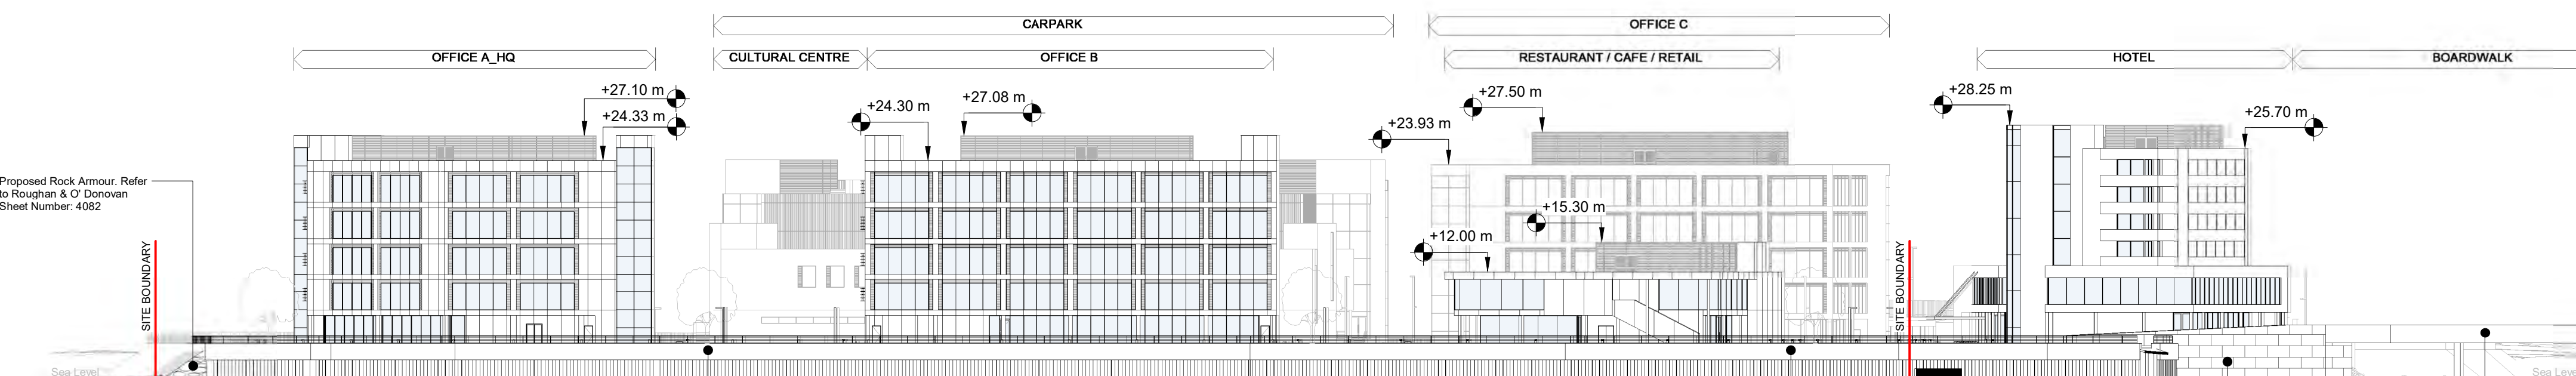 CARPARK
OFFICE C
OFFICE A_HQ
CULTURAL CENTRE
OFFICE B
RESTAURANT / CAFE / RETAIL
HOTEL
BOARDWALK
+27.10 m
+24.33 m
+24.30 m
+27.08 m
+23.93 m
+27.50 m
+15.30 m
+12.00 m
+28.25 m
+25.70 m
Proposed Rock Armour. Refer
to Roughan & O' Donovan
Sheet Number: 4082
SITE BOUNDARY
SITE BOUNDARY
Sea Level
Sea Leve